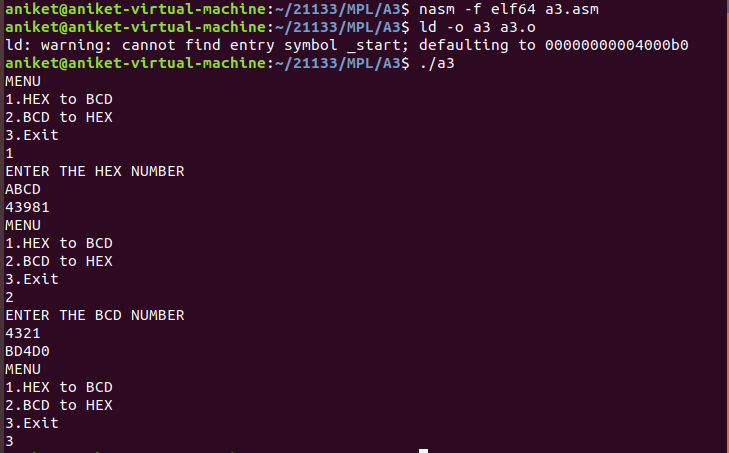 aniket@aniket-virtual-machine:~/21133/MPL/A3$ nasm -f elf64 a3.asm
aniket@aniket-virtual-machine:~/21133/MPL/A3$ ld -o a3 a3.o
ld: warning: cannot find entry symbol _start; defaulting to 00000000004000b0
aniket@aniket-virtual-machine:~/21133/MPL/A3$ ./a3
MENU
1.HEX to BCD
2.BCD to HEX
3.Exit
1
ENTER THE HEX NUMBER
ABCD
43981
MENU
1.HEX to BCD
2.BCD to HEX
3.Exit
2
ENTER THE BCD NUMBER
4321
BD4D0
MENU
1.HEX to BCD
2.BCD to HEX
3.Exit
3